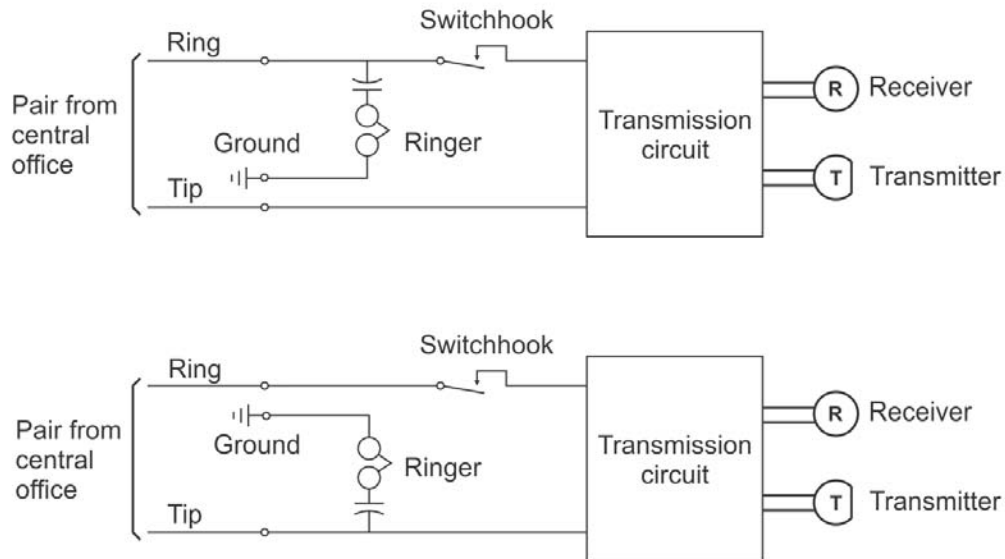 Switchhook
Ring
Pair from
central
office
Ground
Ringer
Tip
Transmission
circuit
R
Receiver
T
Transmitter
Switchhook
Ring
Pair from
central
office
Ground
Ringer
Tip
Transmission
circuit
R
Receiver
T
Transmitter